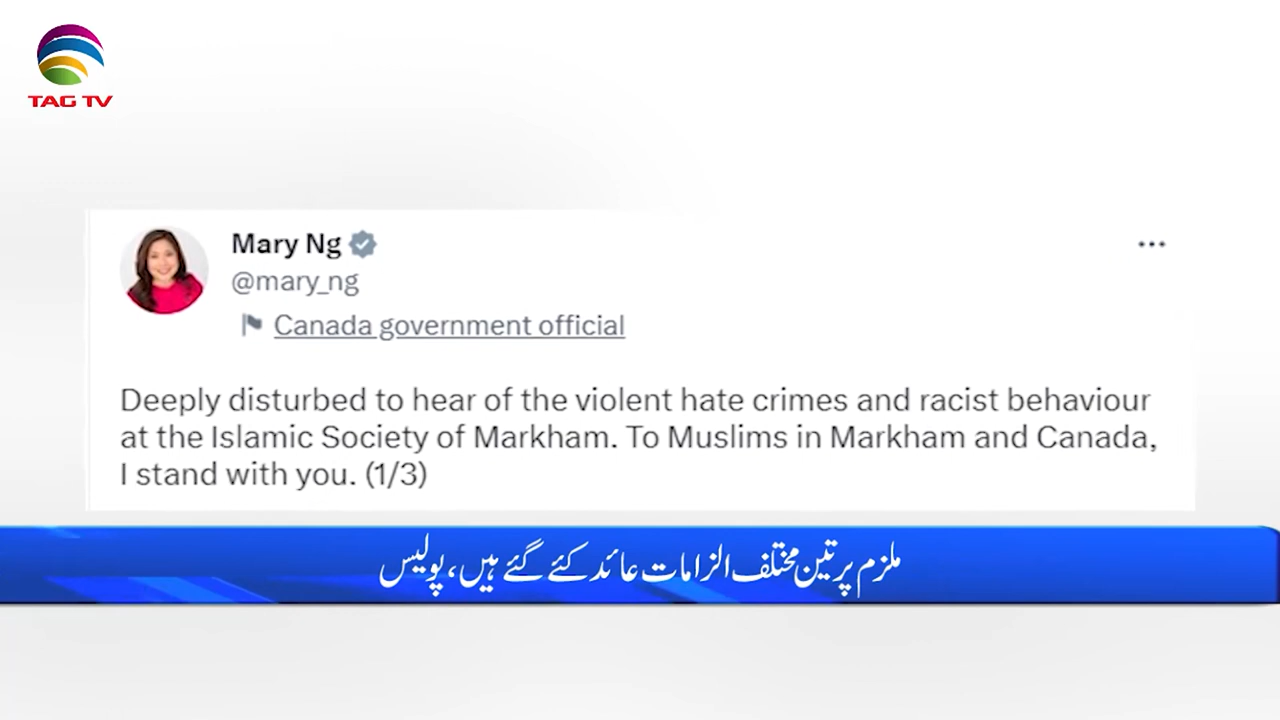 TAG TV
Mary Ng
@mary_ng
Canada government official
Deeply disturbed to hear of the violent hate crimes and racist behaviour
at the Islamic Society of Markham. To Muslims in Markham and Canada,
I stand with you. (1/3)
ملزم پر تین مختلف الزامات عائد کئے گئے ہیں، پولیس